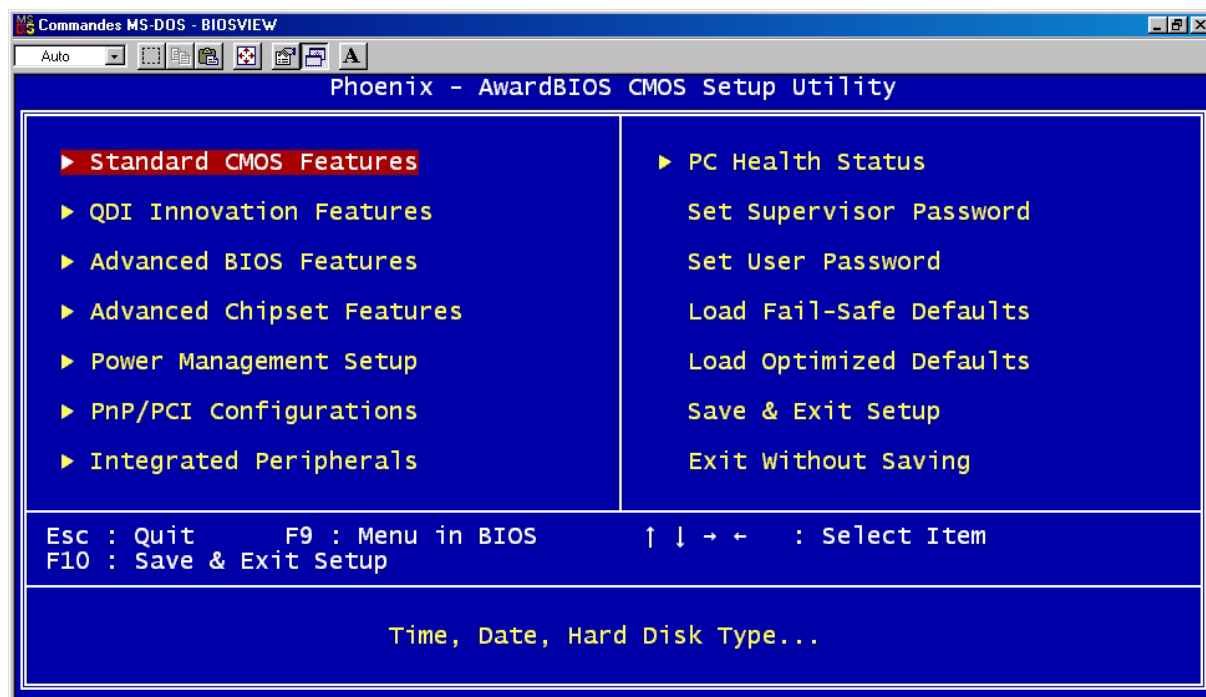 Commandes MS-DOS - BIOSVIEW
Auto
A
Phoenix - AwardBIOS CMOS Setup Utility
▶ Standard CMOS Features
▶ QDI Innovation Features
▶ Advanced BIOS Features
▶ Advanced Chipset Features
▶ Power Management Setup
▶ PnP/PCI Configurations
▶ Integrated Peripherals
▶ PC Health Status
Set Supervisor Password
Set User Password
Load Fail-Safe Defaults
Load Optimized Defaults
Save & Exit Setup
Exit Without Saving
Esc : Quit F9 : Menu in BIOS ↑ ↓ → ← : Select Item
F10 : Save & Exit Setup
Time, Date, Hard Disk Type...